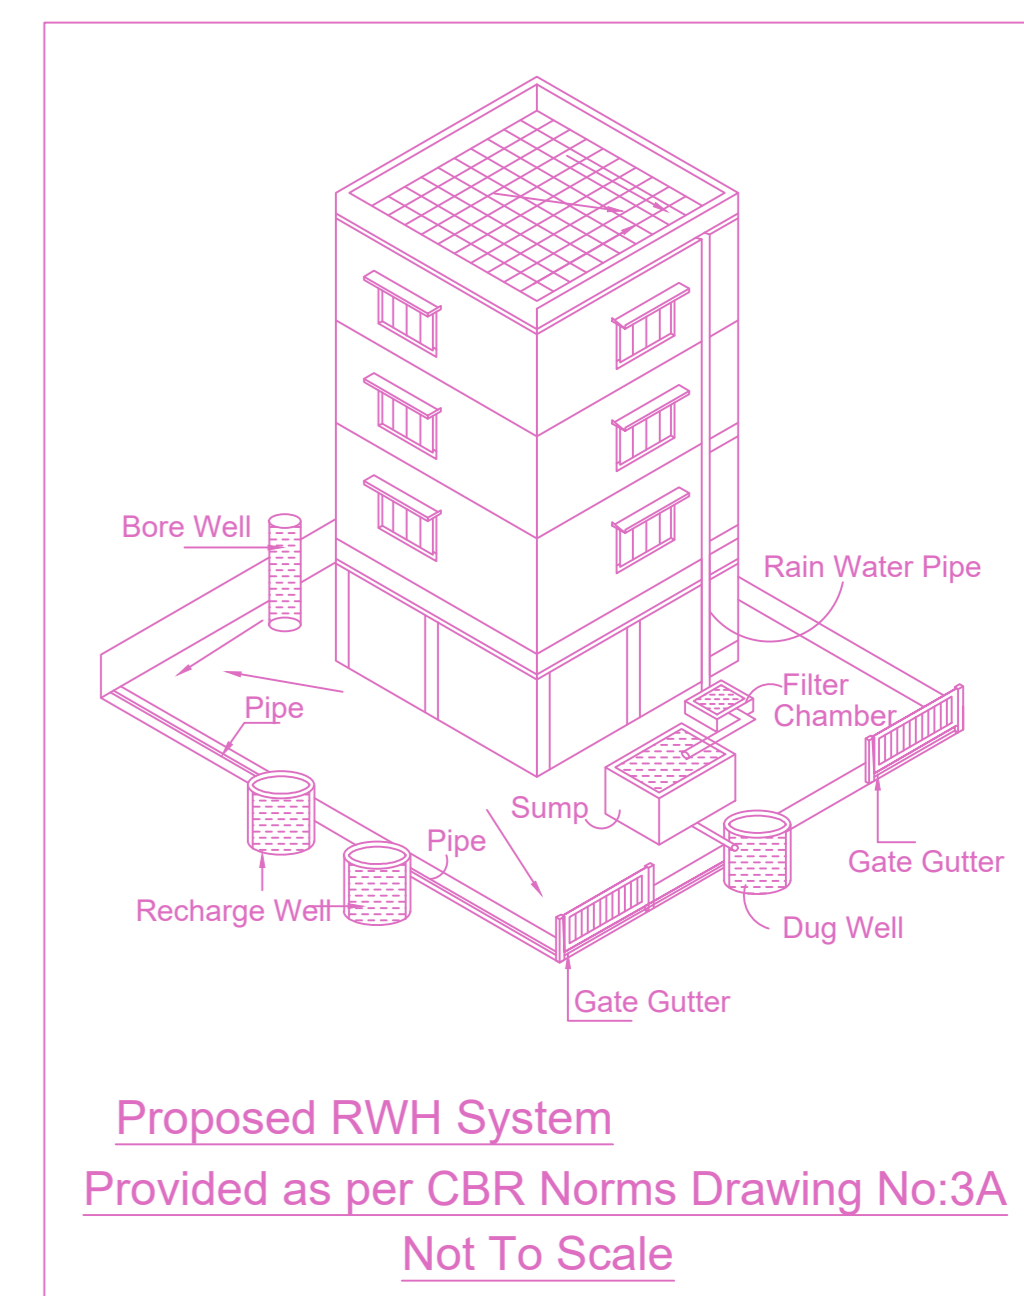 Bore Well
Rain Water Pipe
Filter
Chamber
Pipe
Sump
Pipe
Gate Gutter
Recharge Well
Dug Well
Gate Gutter
Proposed RWH System
Provided as per CBR Norms Drawing No:3A
Not To Scale